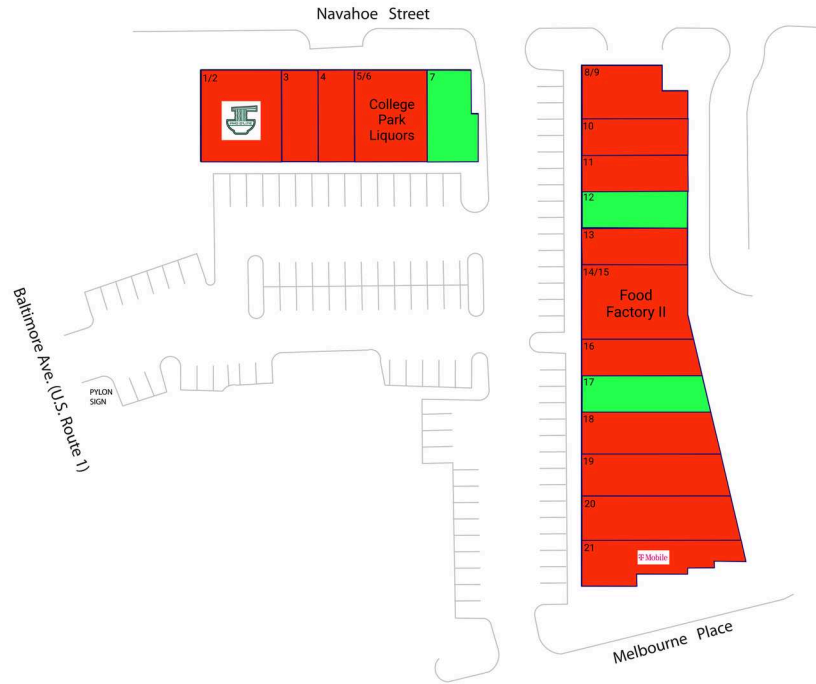 Navahoe Street
1/2
3
4
5/6
7
College
Park
Liquors
8/9
10
11
12
13
14/15
Food
Factory II
16
17
18
19
20
21
T Mobile
Baltimore Ave. (U.S. Route 1)
PYLON
SIGN
Melbourne Place